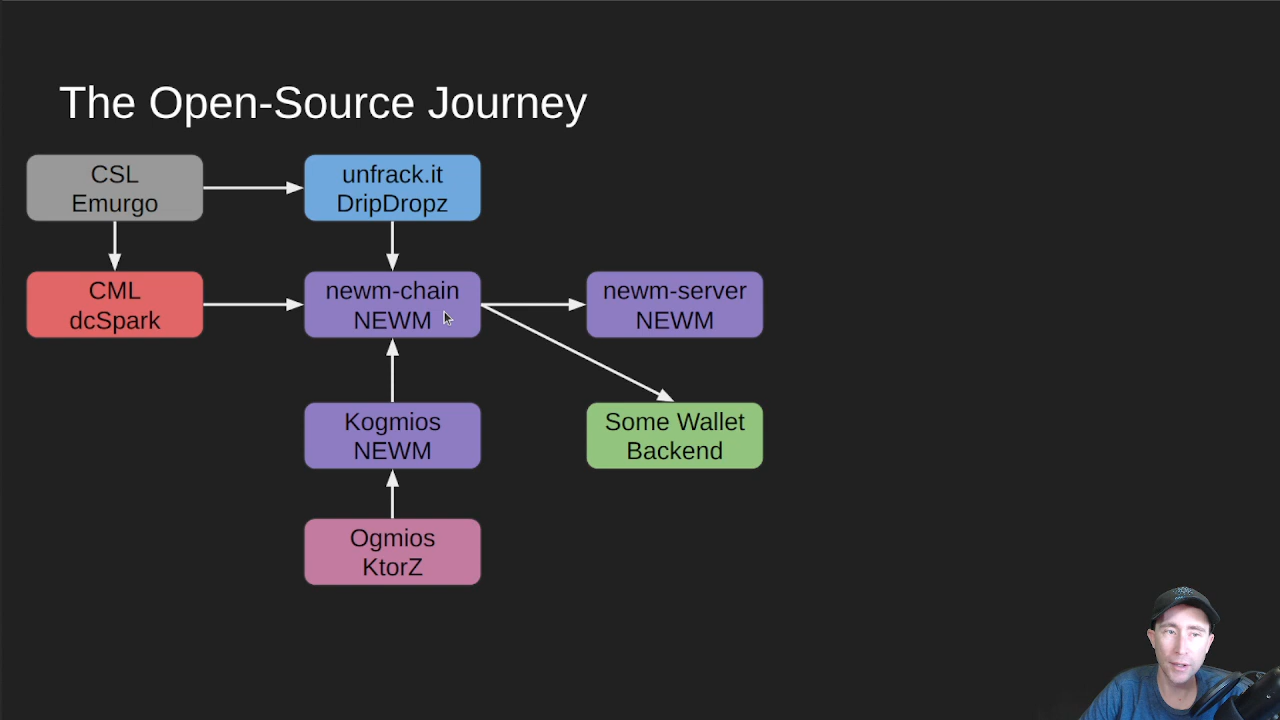 The Open-Source Journey
CSL
Emurgo
unfrack.it
DripDropz
CML
dcSpark
newm-chain
NEWM
newm-server
NEWM
Kogmios
NEWM
Some Wallet
Backend
Ogmios
KtorZ